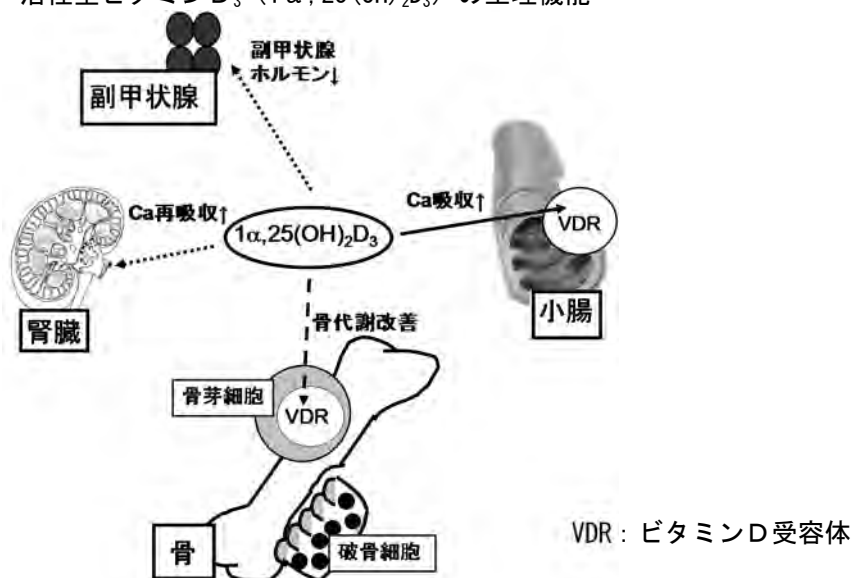 活性型ビタミンD₃ (1α, 25(OH)₂D₃) の生理機能
副甲状腺
ホルモン↓
副甲状腺
Ca再吸収↑
Ca吸収↑
1α,25(OH)₂D₃
VDR
腎臓
小腸
骨代謝改善
骨芽細胞
VDR
骨
破骨細胞
VDR：ビタミンD受容体